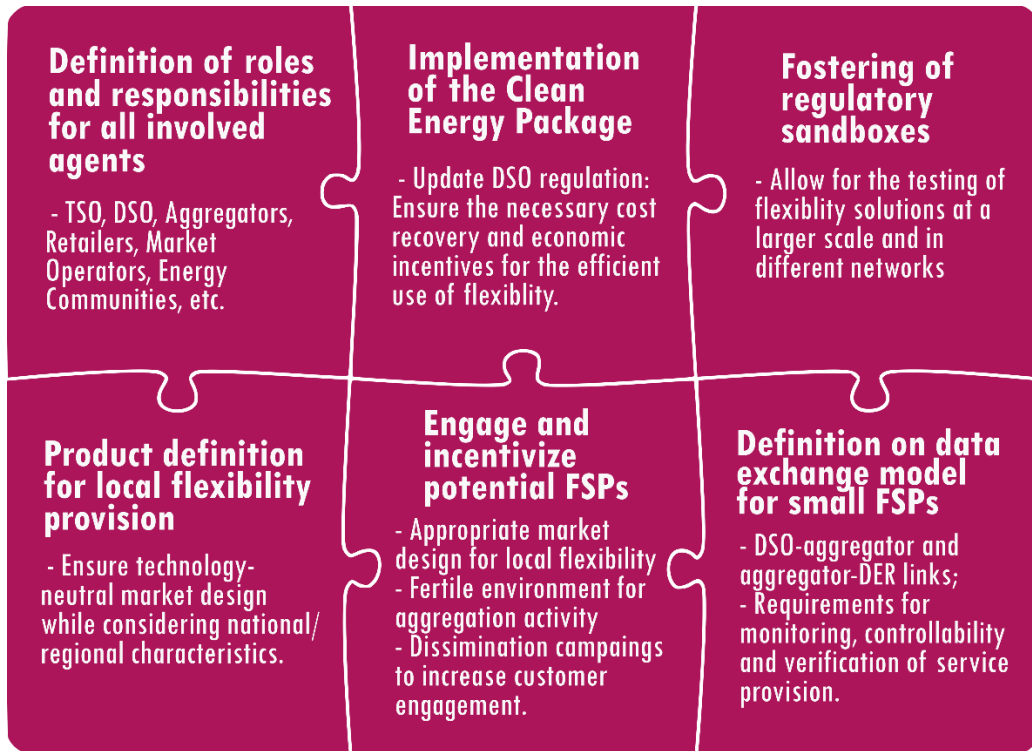 Definition of roles
and responsibilities
for all involved
agents
- TSO, DSO, Aggregators,
Retailers, Market
Operators, Energy
Communities, etc.
Implementation
of the Clean
Energy Package
- Update DSO regulation:
Ensure the necessary cost
recovery and economic
incentives for the efficient
use of flexiblity.
Fostering of
regulatory
sandboxes
- Allow for the testing of
flexiblity solutions at a
larger scale and in
different networks
Product definition
for local flexibility
provision
- Ensure technology-
neutral market design
while considering national/
regional characteristics.
Engage and
incentivize
potential FSPs
- Appropriate market
design for local flexibility
- Fertile environment for
aggregation activity
- Dissimination campaings
to increase customer
engagement.
Definition on data
exchange model
for small FSPs
- DSO-aggregator and
aggregator-DER links;
- Requirements for
monitoring, controllability
and verification of service
provision.